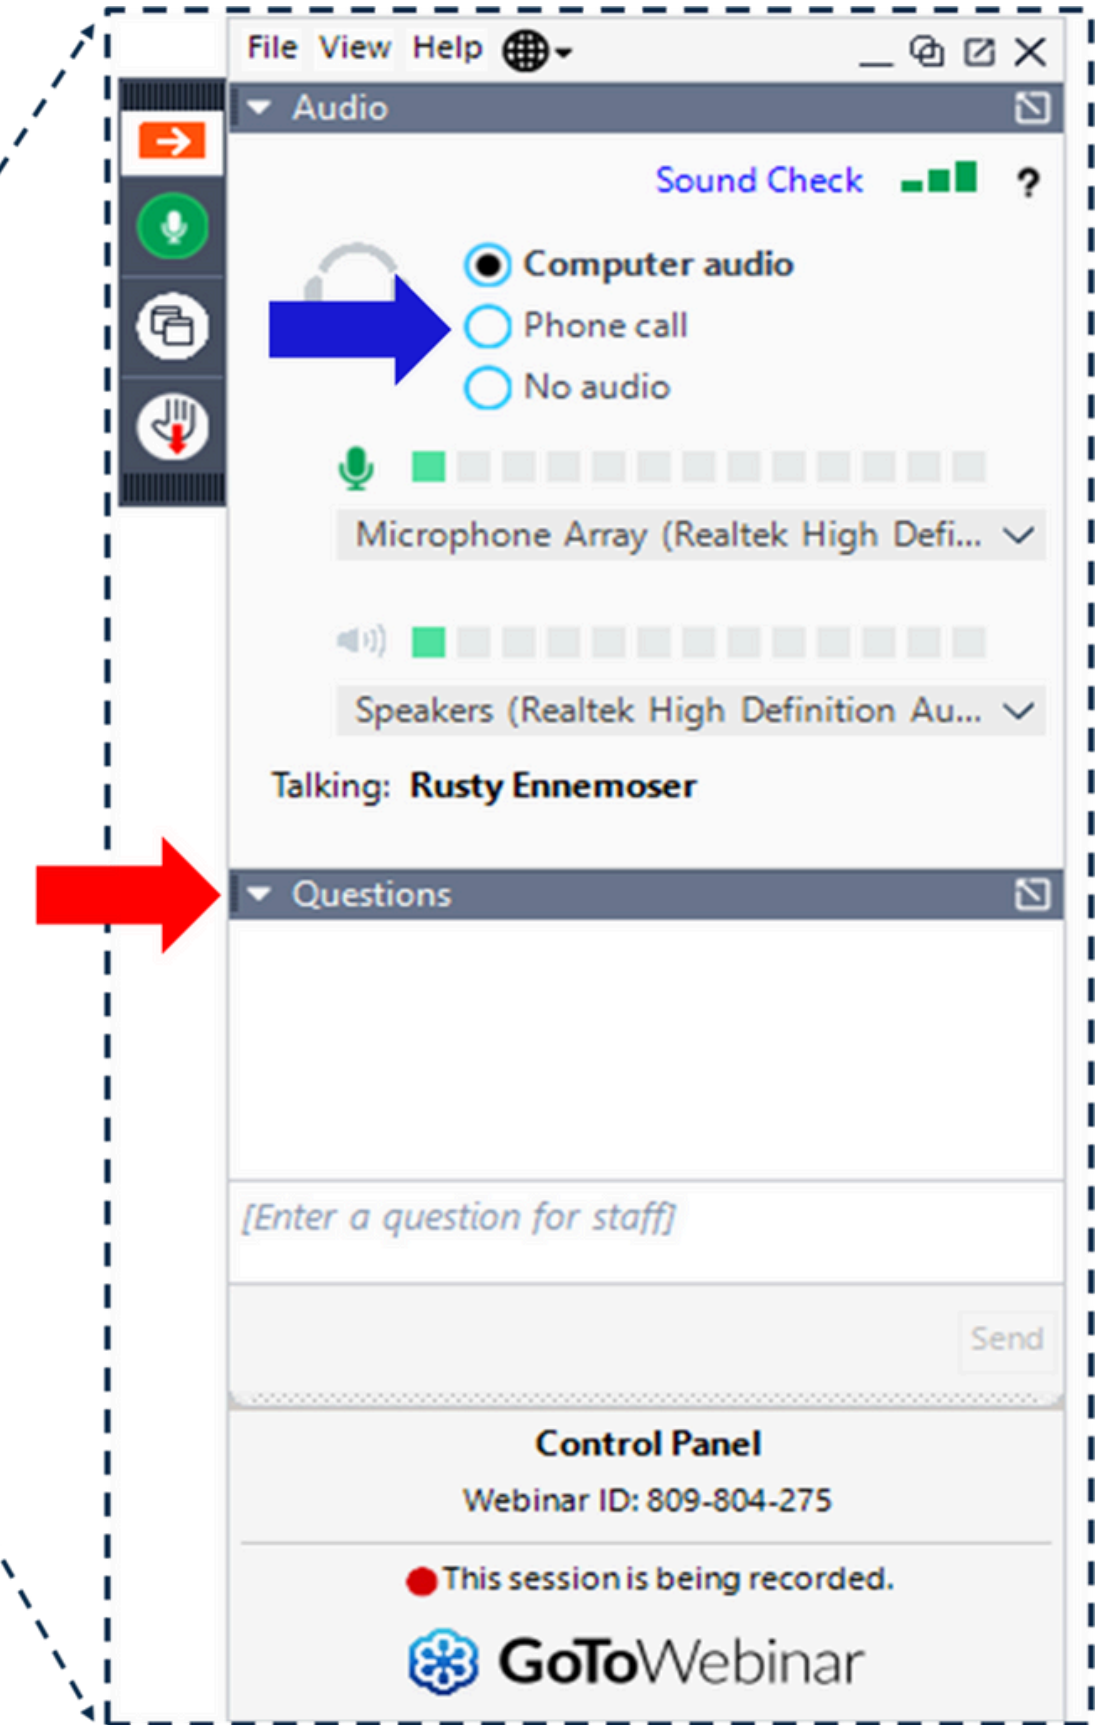 File View Help
Audio
Sound Check ?
Computer audio
Phone call
No audio
Microphone Array (Realtek High Defi...
Speakers (Realtek High Definition Au...
Talking: Rusty Ennemoser
Questions
[Enter a question for staff]
Send
Control Panel
Webinar ID: 809-804-275
This session is being recorded.
GoToWebinar